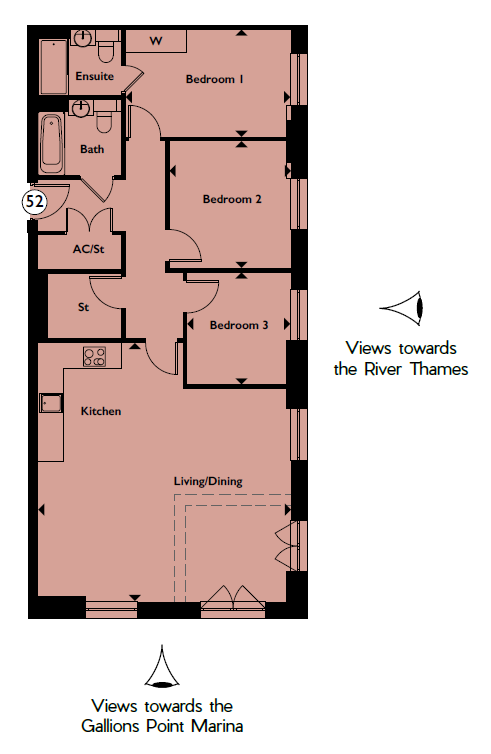 W
Ensuite
Bedroom 1
Bath
52
Bedroom 2
AC/St
St
Bedroom 3
Views towards
the River Thames
Kitchen
Living/Dining
Views towards the
Gallions Point Marina